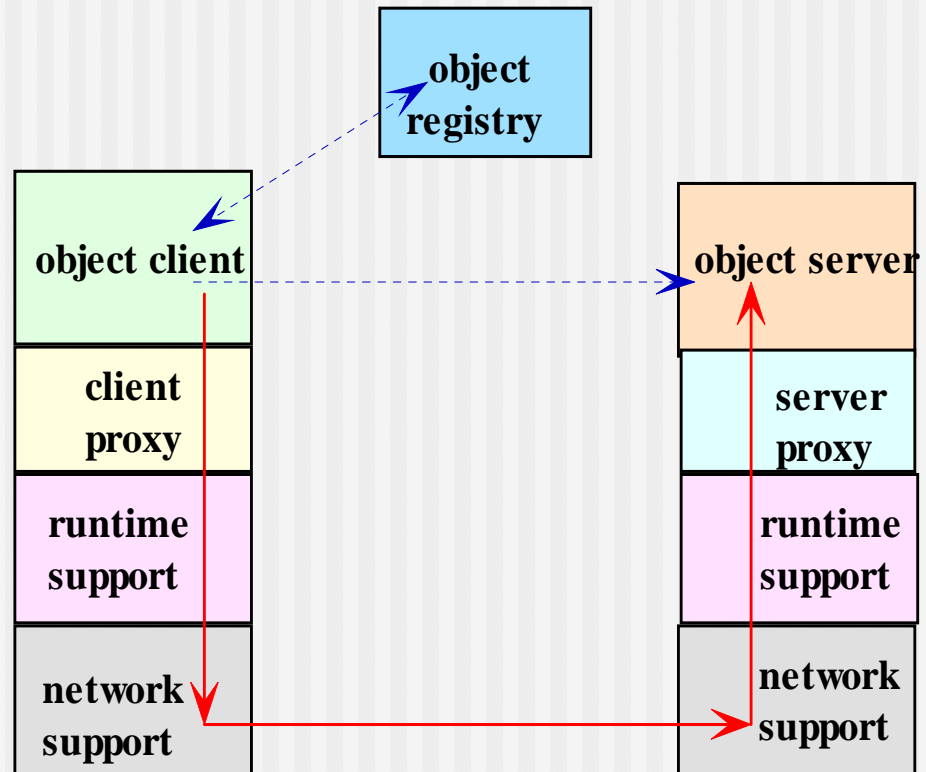 object
registry
object client
object server
client
proxy
server
proxy
runtime
support
runtime
support
network
support
network
support